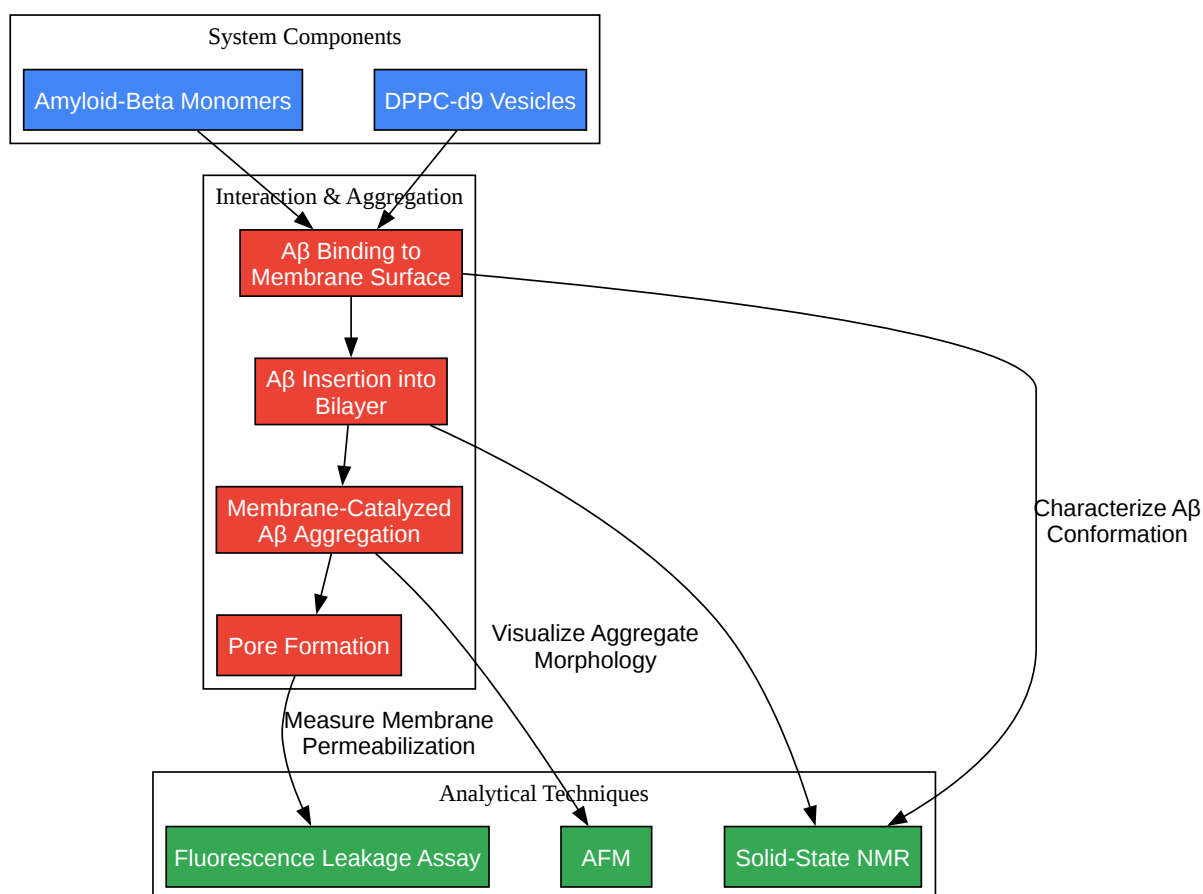 System Components
Amyloid-Beta Monomers
DPPC-d9 Vesicles
Interaction & Aggregation
Aβ Binding to
Membrane Surface
Aβ Insertion into
Bilayer
Membrane-Catalyzed
Aβ Aggregation
Characterize Aβ
Conformation
Pore Formation
Visualize Aggregate
Morphology
Measure Membrane
Permeabilization
Analytical Techniques
Fluorescence Leakage Assay
AFM
Solid-State NMR